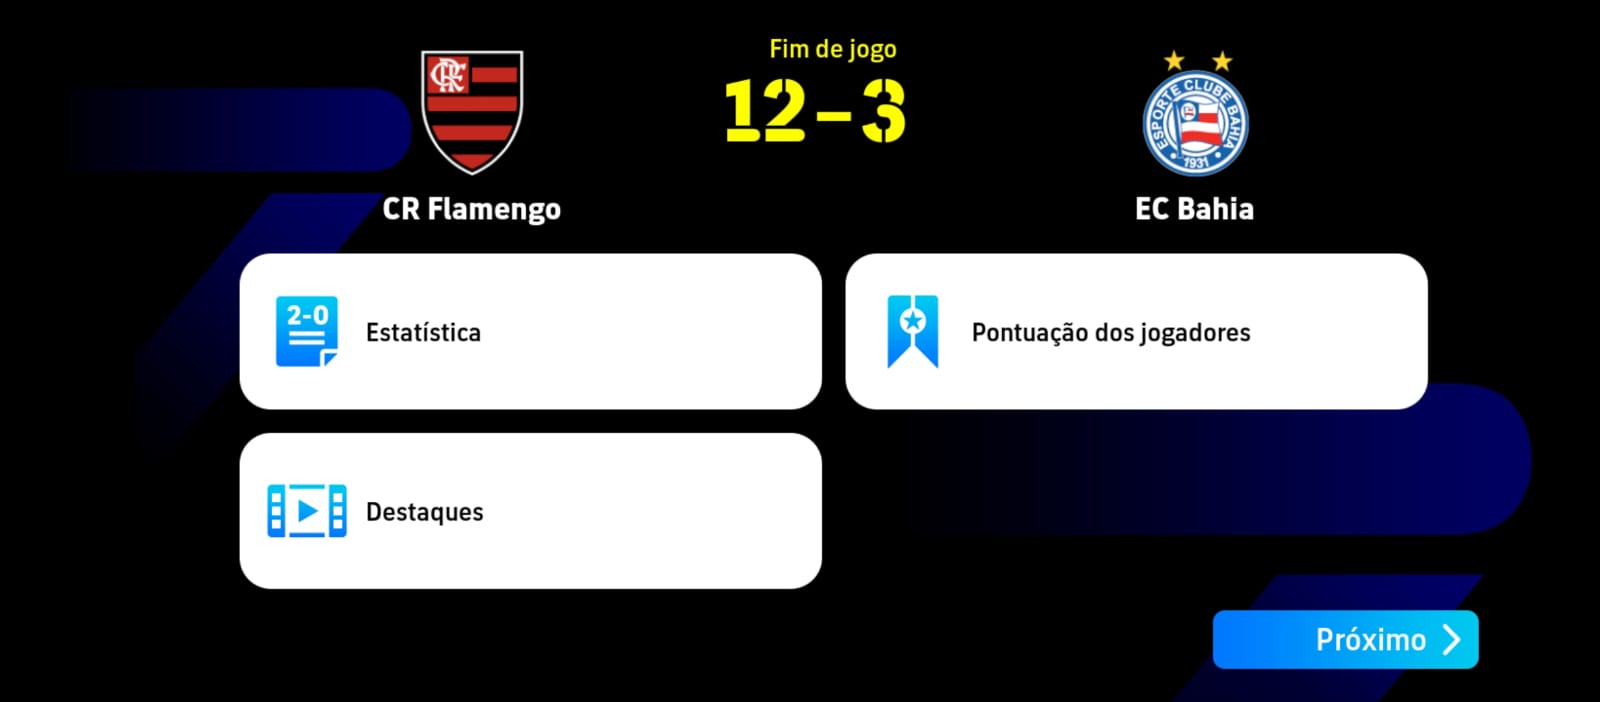 Fim de jogo
12-3
CRF
ESPORTE CLUBE BAHIA
1931
CR Flamengo
EC Bahia
2-0
Estatística
Pontuação dos jogadores
Destaques
Próximo